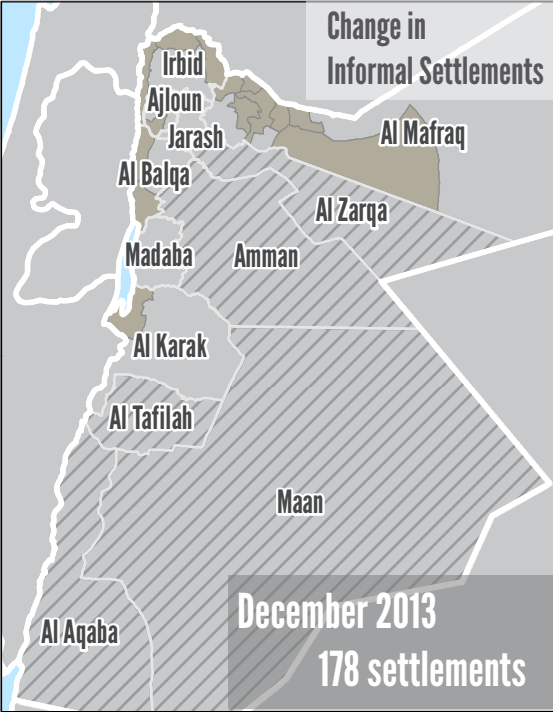 Change in
Informal Settlements
Irbid
Ajloun
Jarash
Al Mafraq
Al Balqa
Al Zarqa
Madaba
Amman
Al Karak
Al Tafilah
Maan
December 2013
178 settlements
Al Aqaba